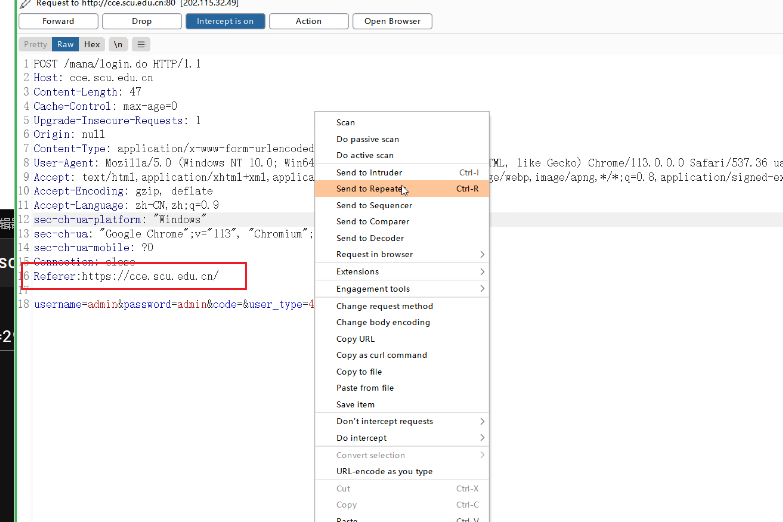 Request to http://cce.scu.edu.cn:80 [202.115.32.49]
Forward Drop Intercept is on Action Open Browser
Pretty Raw Hex \n
1 POST /mana/login.do HTTP/1.1
2 Host: cce.scu.edu.cn
3 Content-Length: 47
4 Cache-Control: max-age=0
5 Upgrade-Insecure-Requests: 1
6 Origin: null
7 Content-Type: application/x-www-form-urlencoded
8 User-Agent: Mozilla/5.0 (Windows NT 10.0; Win64 TML, like Gecko) Chrome/113.0.0.0 Safari/537.36 ua
9 Accept: text/html,application/xhtml+xml,applica ge/webp,image/apng,*/*;q=0.8,application/signed-ex
10 Accept-Encoding: gzip, deflate
11 Accept-Language: zh-CN,zh;q=0.9
12 sec-ch-ua-platform: "Windows"
13 sec-ch-ua: "Google Chrome";v="113", "Chromium";
14 sec-ch-ua-mobile: ?0
15 Connection: close
16 Referer:https://cce.scu.edu.cn/
17
18 username=admin&password=admin&code=&user_type=4
Scan
Do passive scan
Do active scan
Send to Intruder Ctrl-I
Send to Repeater Ctrl-R
Send to Sequencer
Send to Comparer
Send to Decoder
Request in browser
Extensions
Engagement tools
Change request method
Change body encoding
Copy URL
Copy as curl command
Copy to file
Paste from file
Save item
Don't intercept requests
Do intercept
Convert selection
URL-encode as you type
Cut Ctrl-X
Copy Ctrl-C
Paste Ctrl-V
编辑
sc
=2